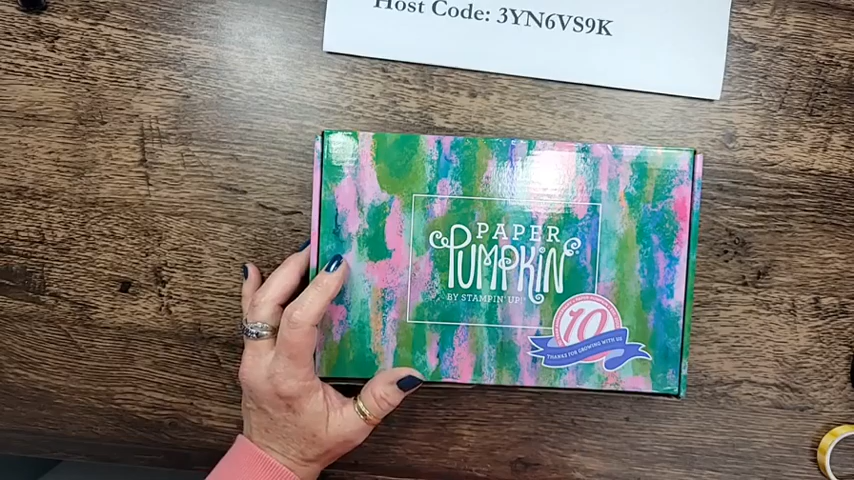 Host Code: 3YN6VS9K
PAPER
PUMPKIN
BY STAMPIN' UP!
10
THANKS FOR GROWING WITH US